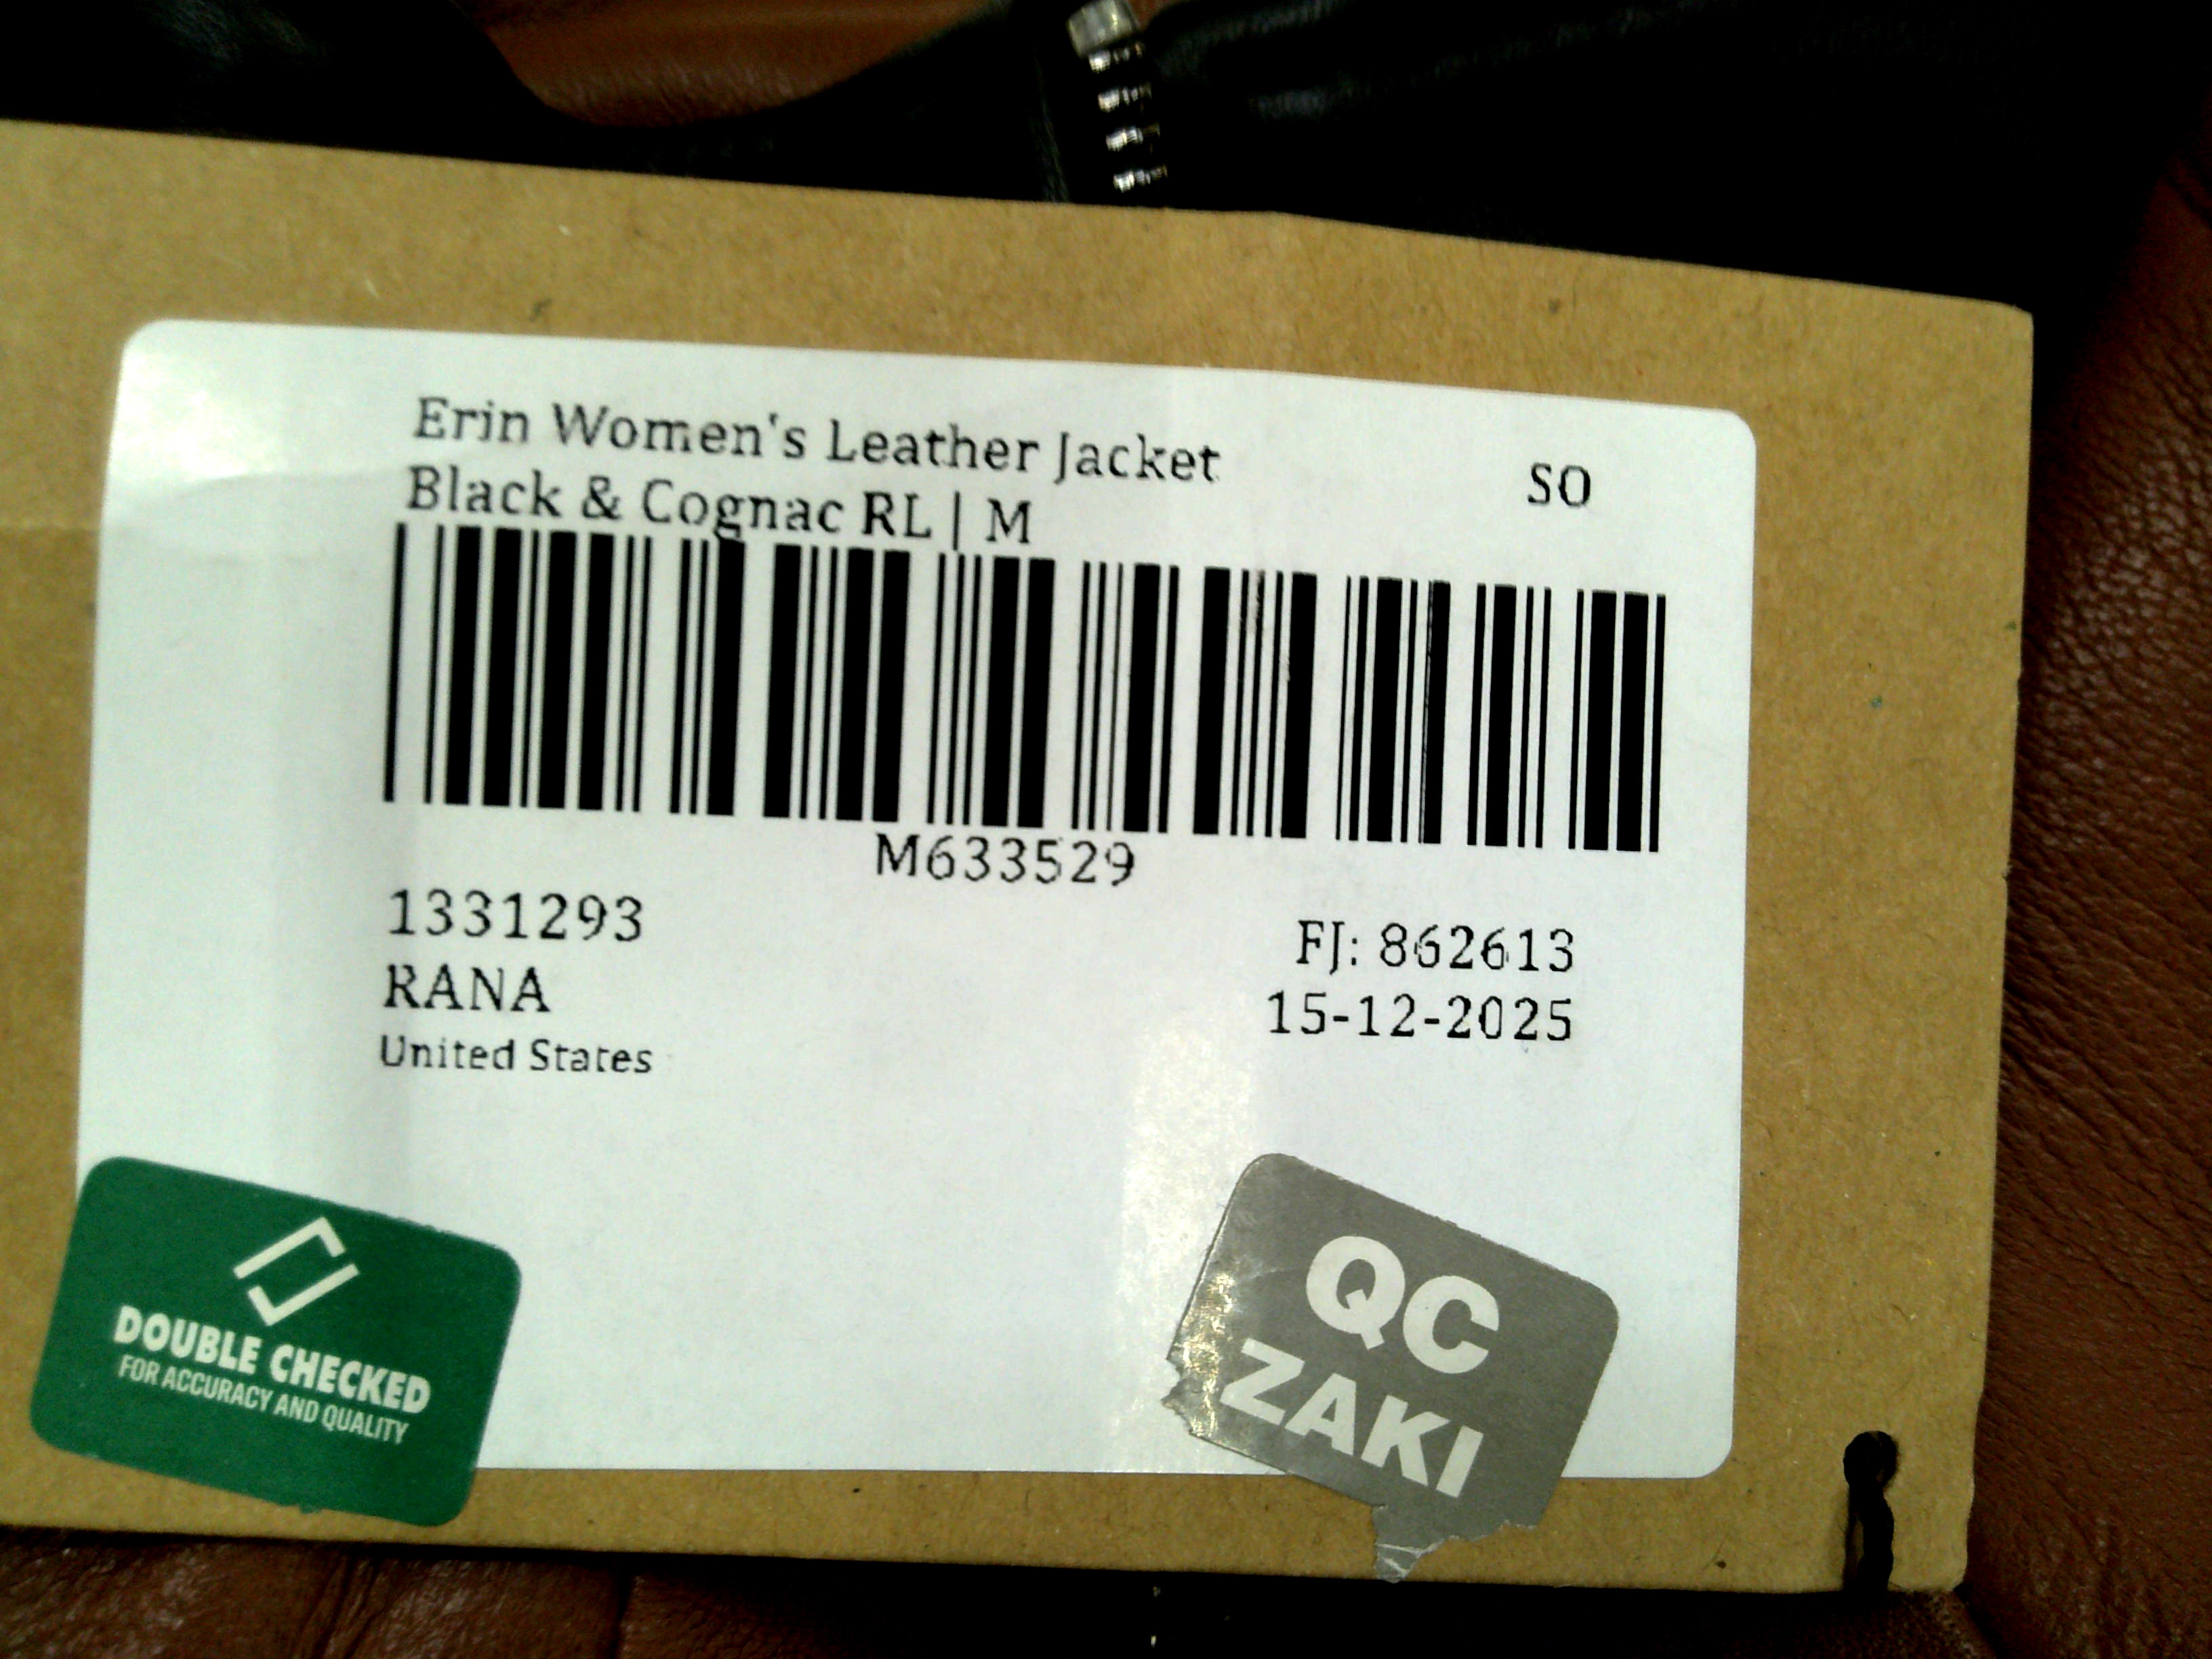 Erin Women's Leather Jacket
Black & Cognac RL | M
SO
M633529
1331293
RANA
United States
FJ: 862613
15-12-2025
DOUBLE CHECKED
FOR ACCURACY AND QUALITY
QC
ZAKI